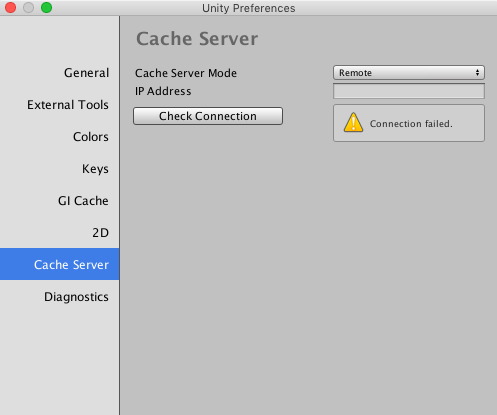 Unity Preferences
General
External Tools
Colors
Keys
GI Cache
2D
Cache Server
Diagnostics
Cache Server
Cache Server Mode
Remote
IP Address
Check Connection
Connection failed.